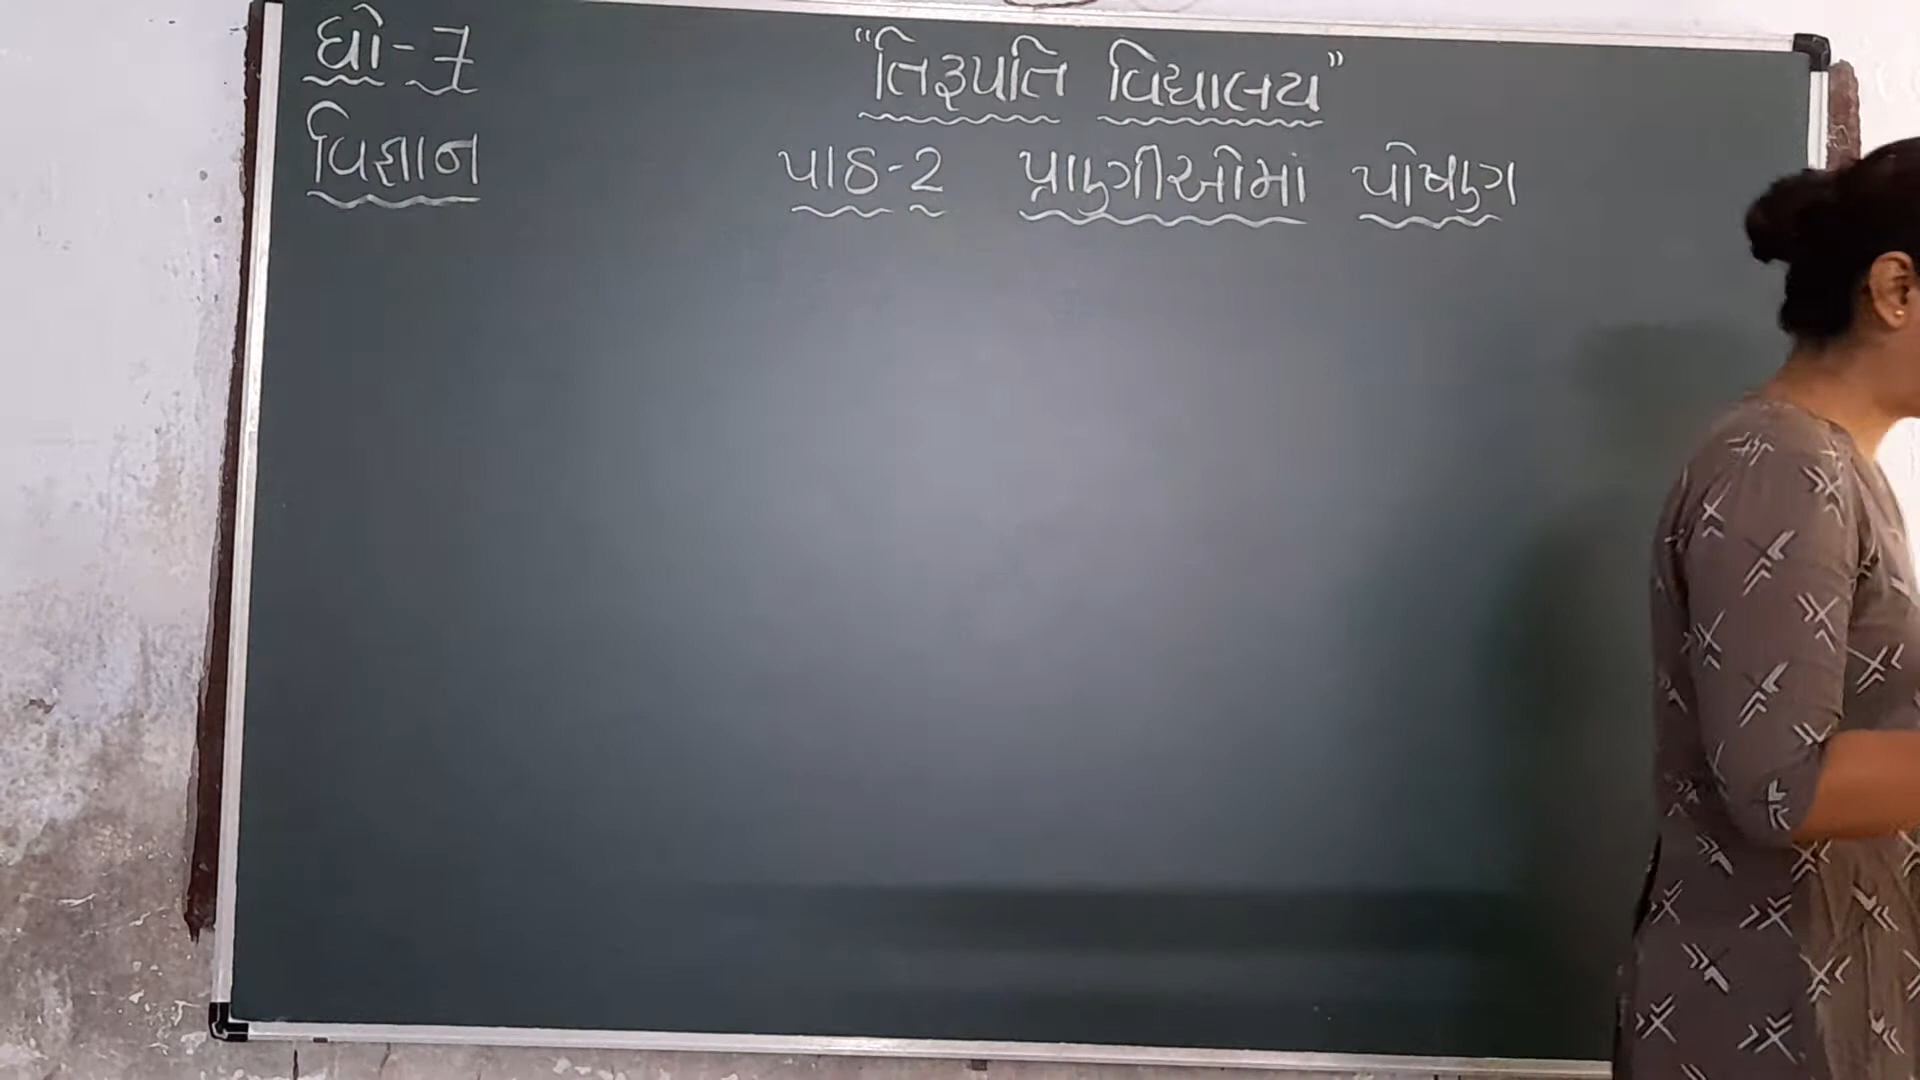 ધો-7
"તિરૂપતિ વિદ્યાલય"
વિજ્ઞાન
પાઠ-2 પ્રાણીઓમાં પોષણ